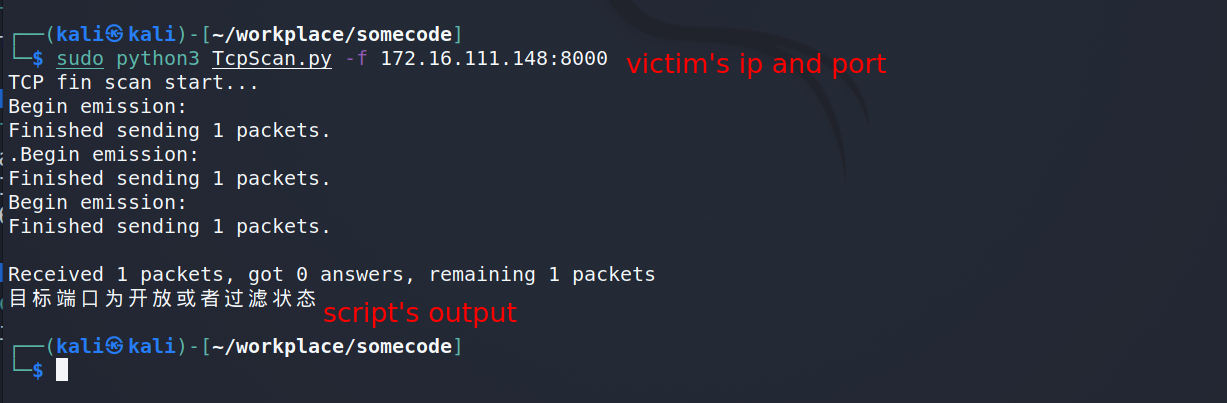 ┌──(kali㉿kali)-[~/workplace/somecode]
└─$ sudo python3 TcpScan.py -f 172.16.111.148:8000 victim's ip and port
TCP fin scan start...
Begin emission:
Finished sending 1 packets.
.Begin emission:
Finished sending 1 packets.
Begin emission:
Finished sending 1 packets.
Received 1 packets, got 0 answers, remaining 1 packets
目标端口为开放或者过滤状态 script's output
┌──(kali㉿kali)-[~/workplace/somecode]
└─$